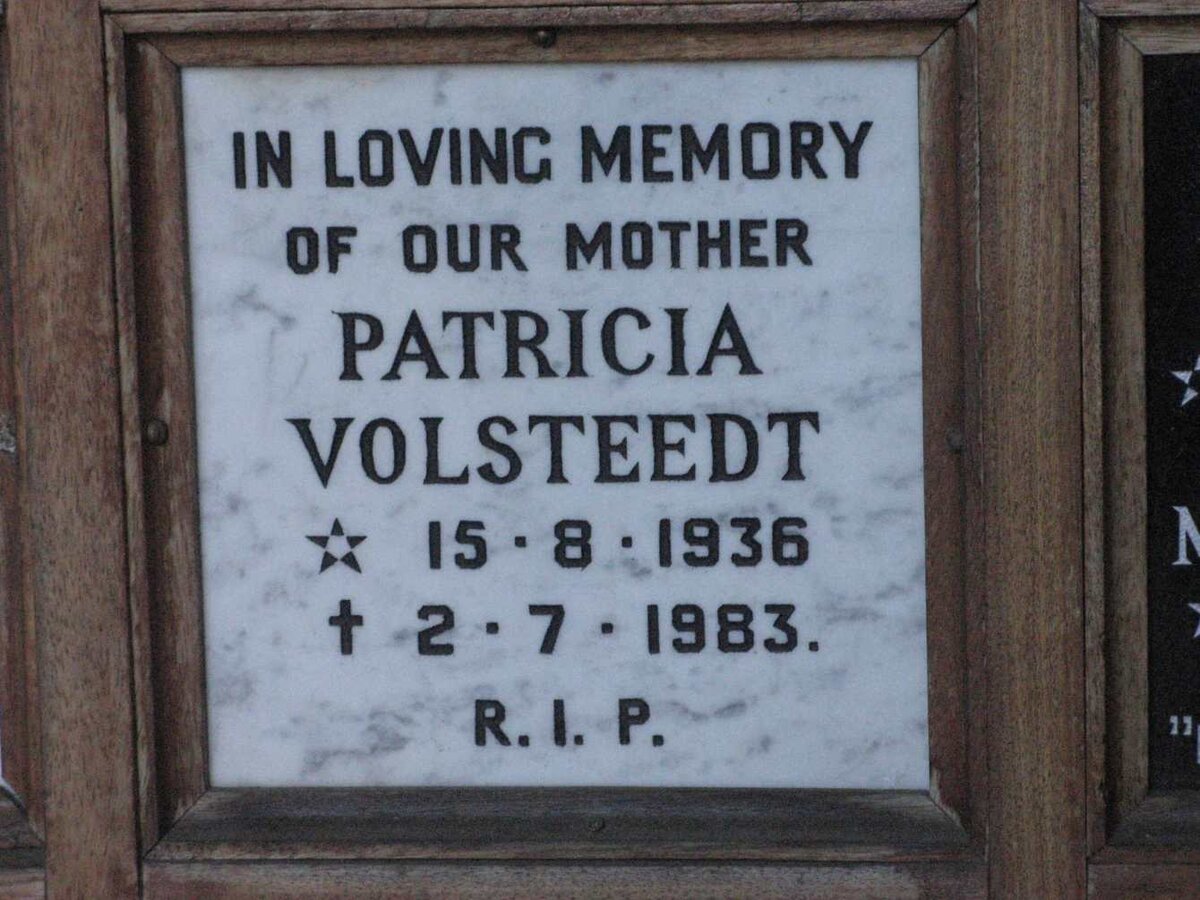 IN LOVING MEMORY
OF OUR MOTHER
PATRICIA
VOLSTEEDT
☆ 15·8·1936
† 2·7·1983.
R.I.P.